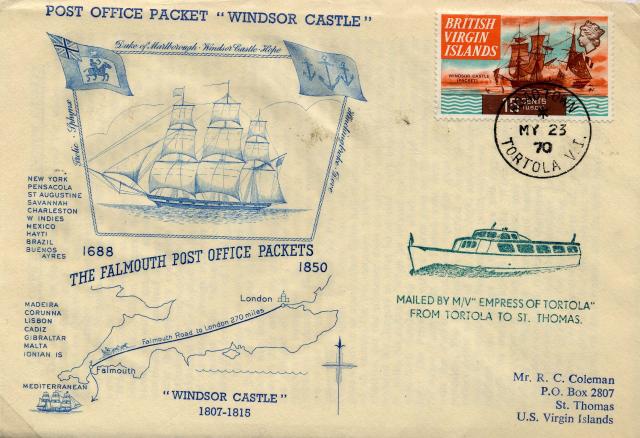 POST OFFICE PACKET "WINDSOR CASTLE"
Duke of Marlborough - Windsor Castle - Hope
NEW YORK
PENSACOLA
ST AUGUSTINE
SAVANNAH
CHARLESTON
W INDIES
MEXICO
HAYTI
BRAZIL
BUENOS
AYRES
1688
THE FALMOUTH POST OFFICE PACKETS
1850
MADEIRA
CORUNNA
LISBON
CADIZ
GIBRALTAR
MALTA
IONIAN IS
MEDITERRANEAN
London
Falmouth Road to London 270 miles
Falmouth
"WINDSOR CASTLE"
1807-1815
BRITISH
VIRGIN
ISLANDS
WINDSOR CASTLE
(PACKET)
15 CENTS
MY 23
70
TORTOLA V.I.
MAILED BY M/V" EMPRESS OF TORTOLA"
FROM TORTOLA TO ST. THOMAS.
Mr. R. C. Coleman
P.O. Box 2807
St. Thomas
U.S. Virgin Islands